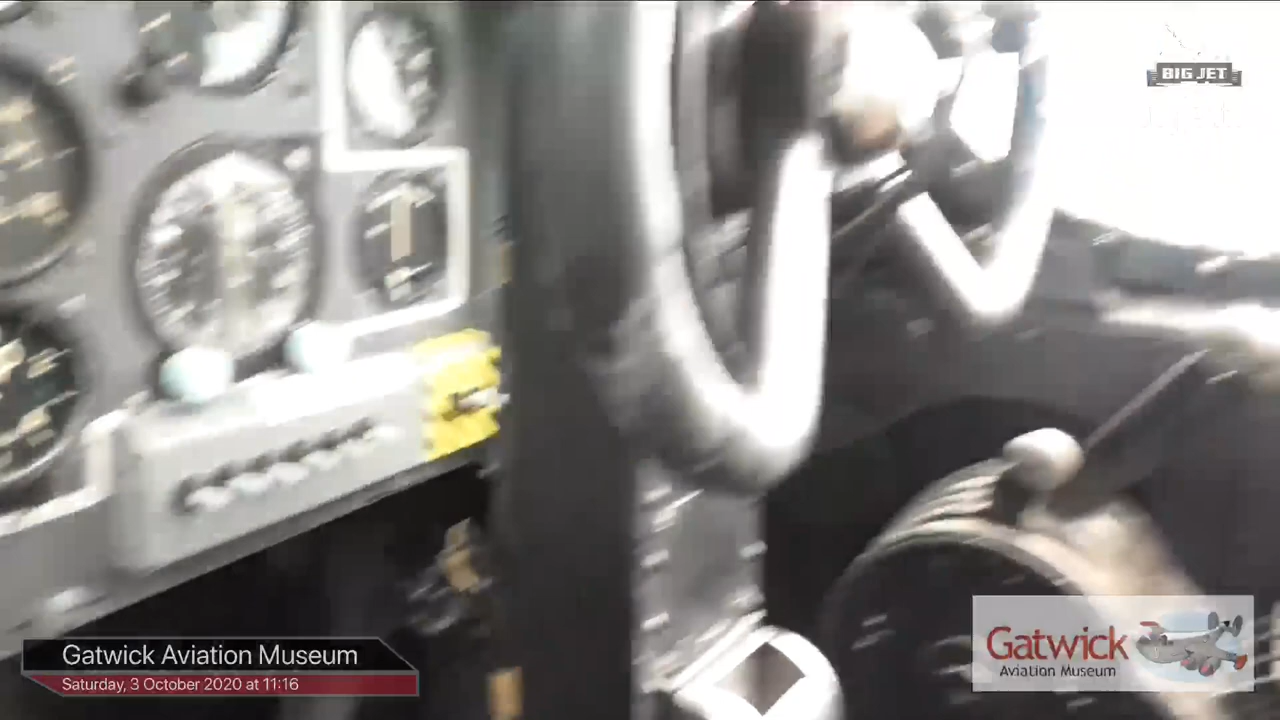 BIG JET
Gatwick Aviation Museum
Saturday, 3 October 2020 at 11:16
Gatwick
Aviation Museum